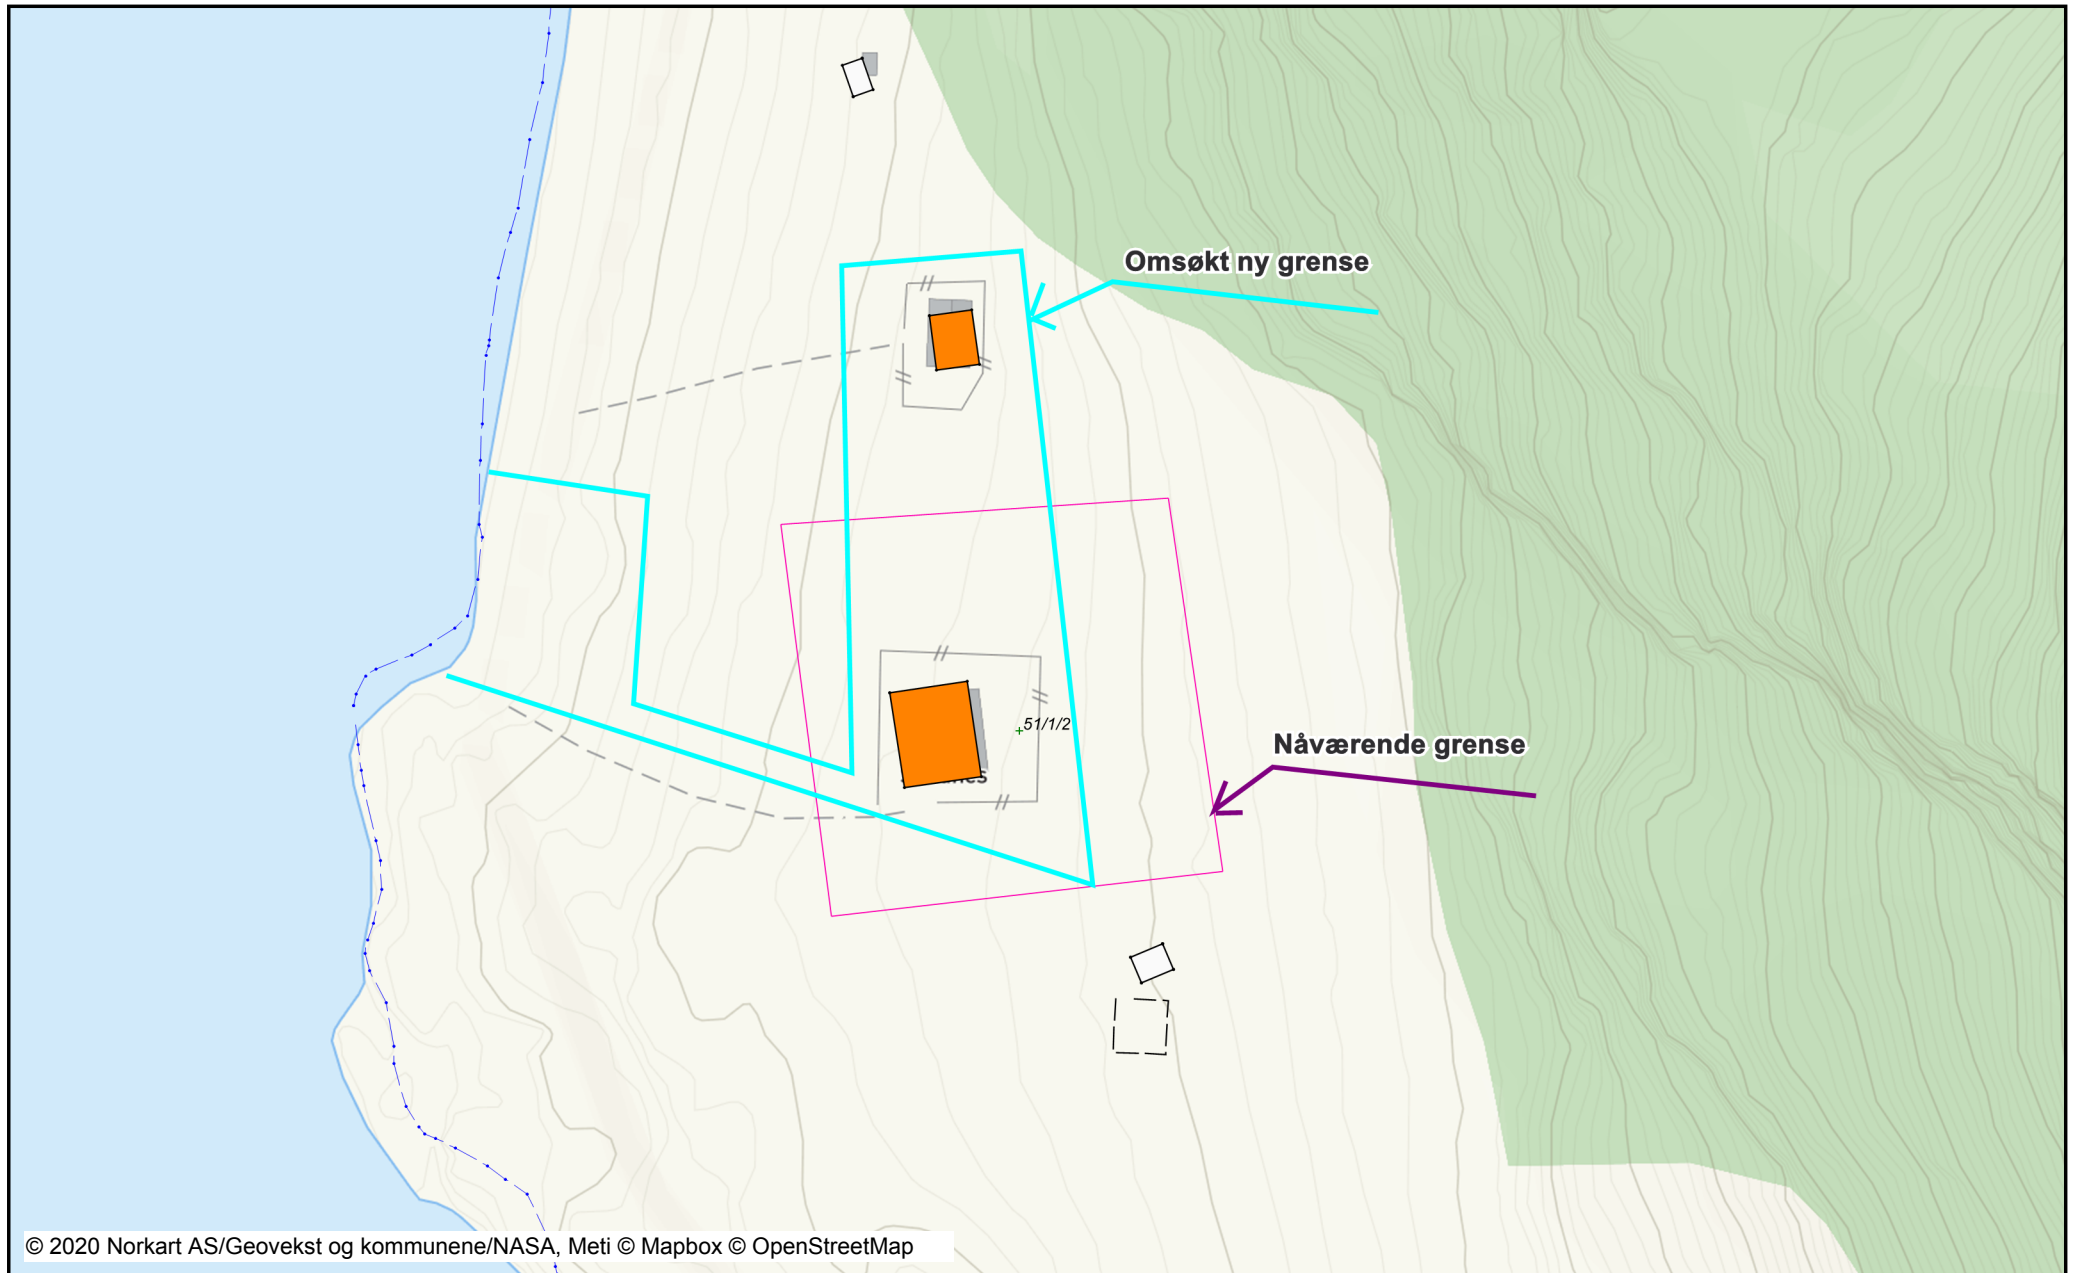 Omsøkt ny grense
51/1/2
Nåværende grense
© 2020 Norkart AS/Geovekst og kommunene/NASA, Meti © Mapbox © OpenStreetMap